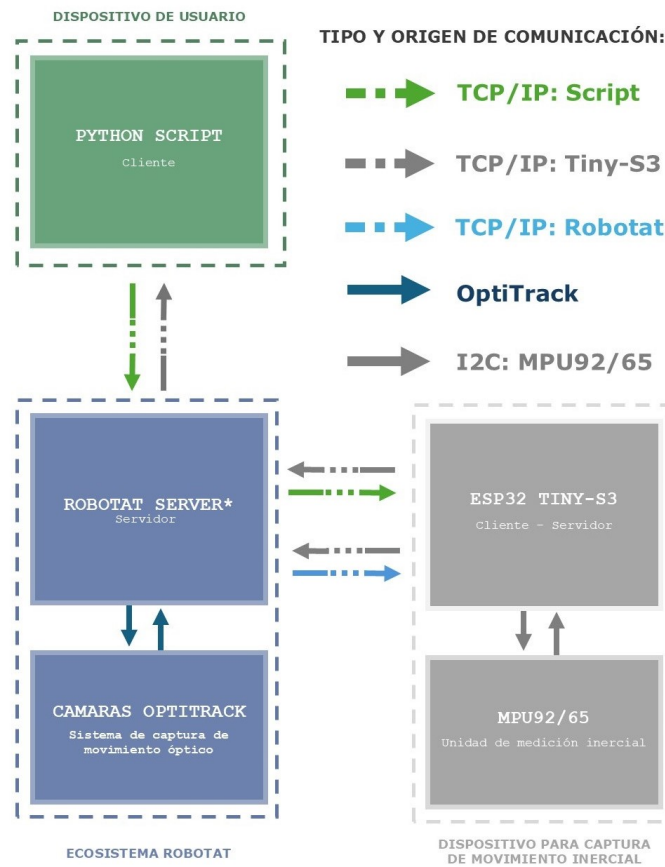 DISPOSITIVO DE USUARIO
PYTHON SCRIPT
Cliente
TIPO Y ORIGEN DE COMUNICACIÓN:
TCP/IP: Script
TCP/IP: Tiny-S3
TCP/IP: Robotat
OptiTrack
I2C: MPU92/65
ROBOTAT SERVER*
Servidor
CAMARAS OPTITRACK
Sistema de captura de
movimiento óptico
ECOSISTEMA ROBOTAT
ESP32 TINY-S3
Cliente - Servidor
MPU92/65
Unidad de medición inercial
DISPOSITIVO PARA CAPTURA
DE MOVIMIENTO INERCIAL